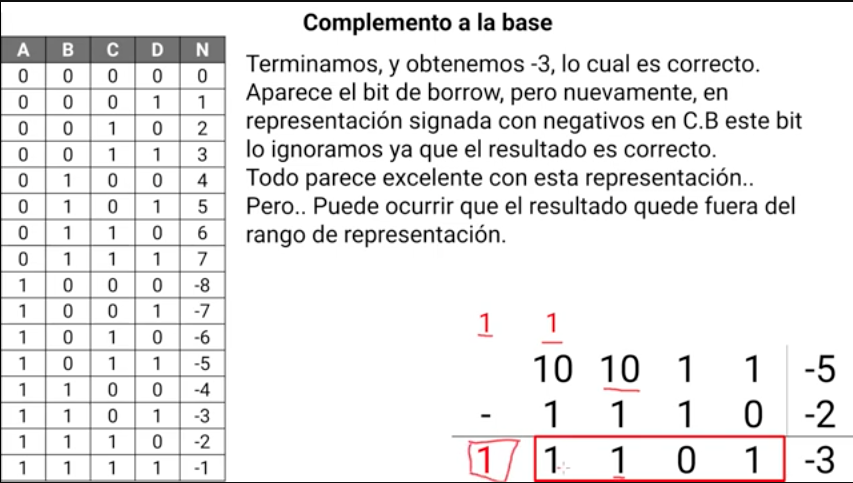 Complemento a la base
A B C D N
0 0 0 0 0
0 0 0 1 1
0 0 1 0 2
0 0 1 1 3
0 1 0 0 4
0 1 0 1 5
0 1 1 0 6
0 1 1 1 7
1 0 0 0 -8
1 0 0 1 -7
1 0 1 0 -6
1 0 1 1 -5
1 1 0 0 -4
1 1 0 1 -3
1 1 1 0 -2
1 1 1 1 -1
Terminamos, y obtenemos -3, lo cual es correcto.
Aparece el bit de borrow, pero nuevamente, en
representación signada con negativos en C.B este bit
lo ignoramos ya que el resultado es correcto.
Todo parece excelente con esta representación..
Pero.. Puede ocurrir que el resultado quede fuera del
rango de representación.
1 1
10 10 1 1 -5
- 1 1 1 0 -2
1 1 1 0 1 -3